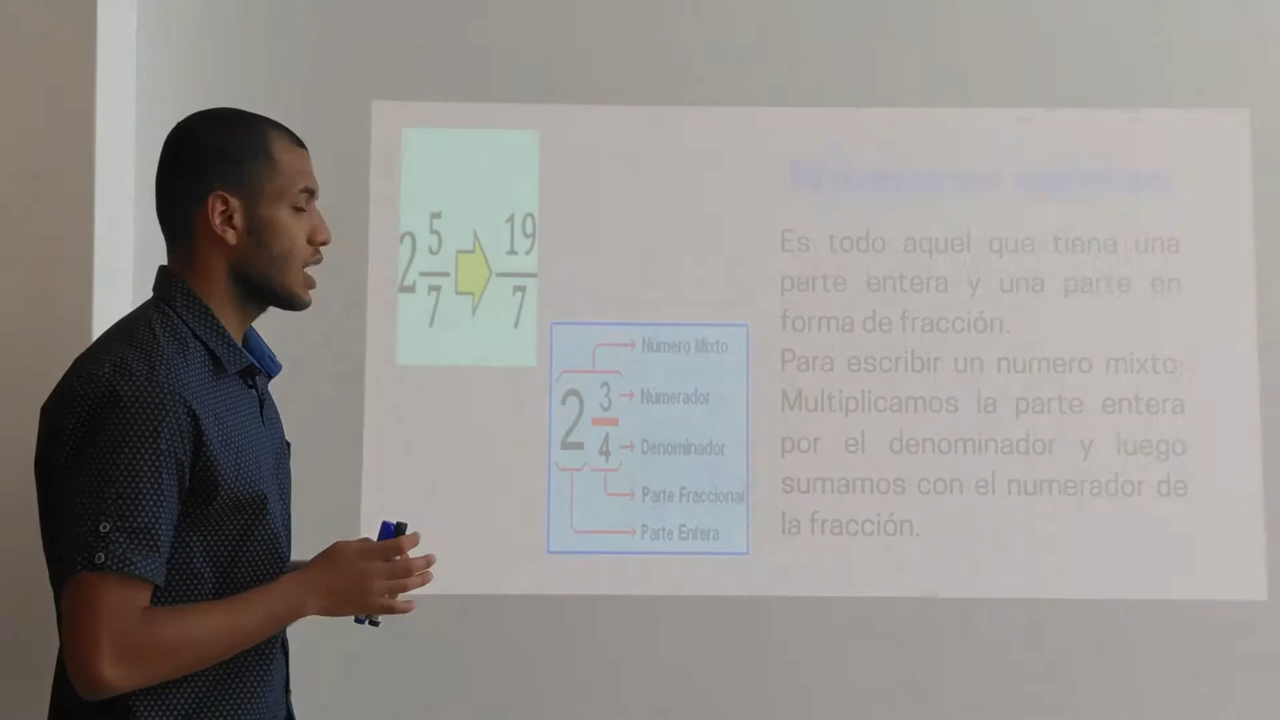 2 5/7 19/7
Número Mixto
2 3/4
Numerador
Denominador
Parte Fraccional
Parte Entera
Es todo aquel que tiene una
parte entera y una parte en
forma de fracción.
Para escribir un numero mixto:
Multiplicamos la parte entera
por el denominador y luego
sumamos con el numerador de
la fracción.